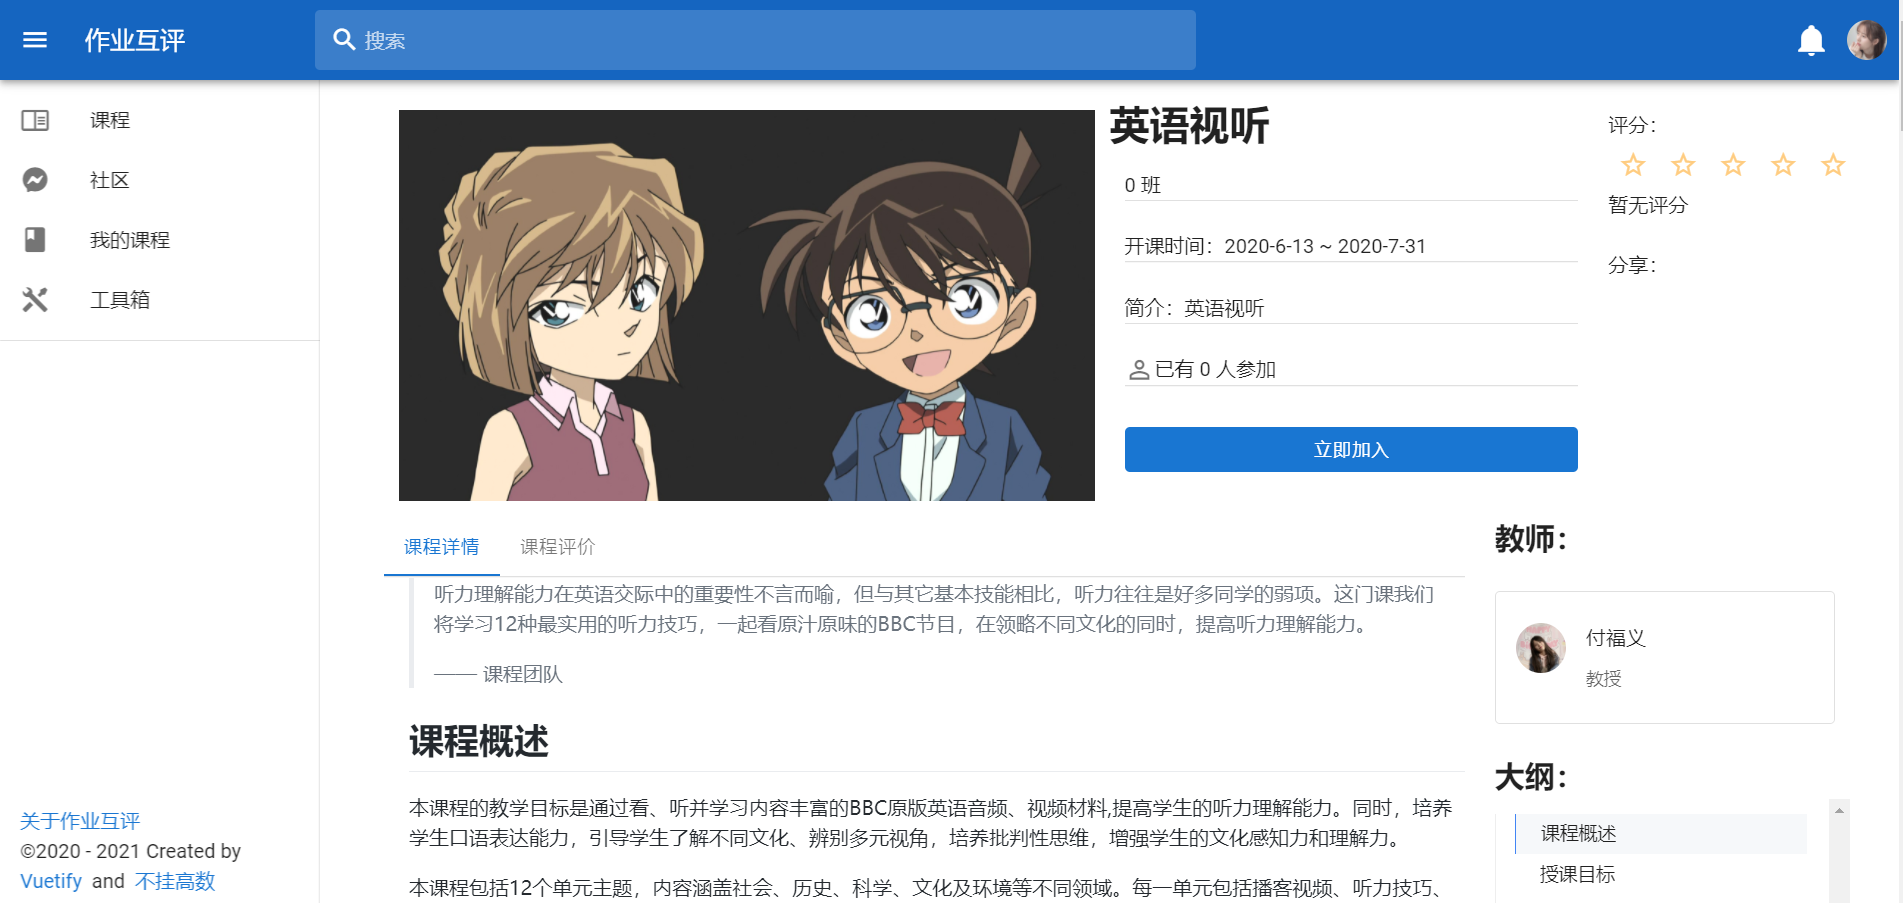 作业互评
搜索
课程
社区
我的课程
工具箱
关于作业互评
©2020 - 2021 Created by
Vuetify and 不挂高数
英语视听
0 班
开课时间：2020-6-13 ~ 2020-7-31
简介：英语视听
已有 0 人参加
立即加入
评分：
暂无评分
分享：
课程详情
课程评价
听力理解能力在英语交际中的重要性不言而喻，但与其它基本技能相比，听力往往是好多同学的弱项。这门课我们
将学习12种最实用的听力技巧，一起看原汁原味的BBC节目，在领略不同文化的同时，提高听力理解能力。
—— 课程团队
课程概述
本课程的教学目标是通过看、听并学习内容丰富的BBC原版英语音频、视频材料,提高学生的听力理解能力。同时，培养
学生口语表达能力，引导学生了解不同文化、辨别多元视角，培养批判性思维，增强学生的文化感知力和理解力。
本课程包括12个单元主题，内容涵盖社会、历史、科学、文化及环境等不同领域。每一单元包括播客视频、听力技巧、
教师：
付福义
教授
大纲：
课程概述
授课目标